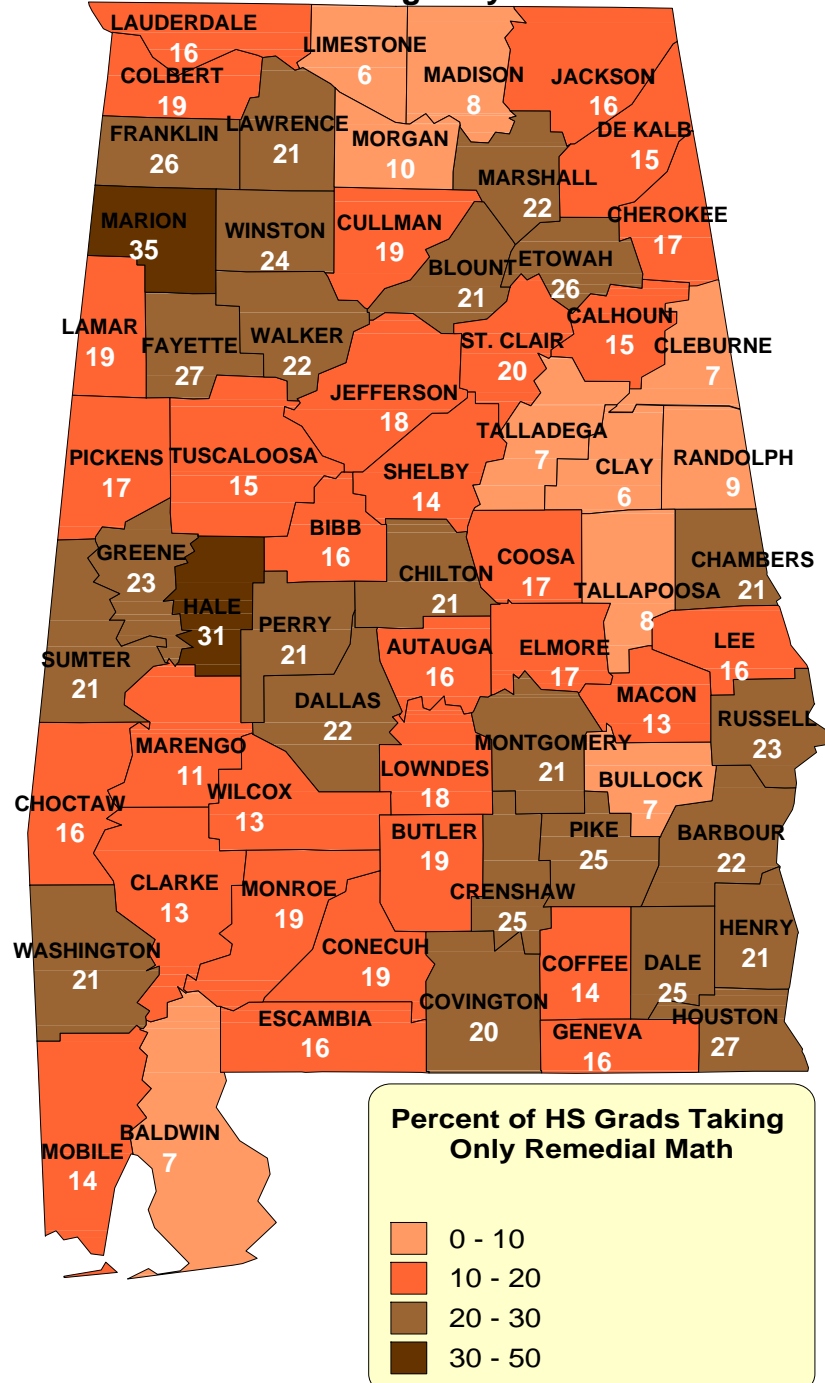 LAUDERDALE
16
LIMESTONE
6
MADISON
8
JACKSON
16
COLBERT
19
DE KALB
15
FRANKLIN
26
LAWRENCE
21
MORGAN
10
MARSHALL
22
MARION
35
WINSTON
24
CULLMAN
19
CHEROKEE
17
BLOUNT
21
ETOWAH
26
LAMAR
19
FAYETTE
27
WALKER
22
ST. CLAIR
20
CALHOUN
15
CLEBURNE
7
JEFFERSON
18
PICKENS
17
TUSCALOOSA
15
SHELBY
14
TALLADEGA
7
CLAY
6
RANDOLPH
9
BIBB
16
GREENE
23
HALE
31
PERRY
21
CHILTON
21
COOSA
17
TALLAPOOSA
8
CHAMBERS
21
SUMTER
21
AUTAUGA
16
ELMORE
17
LEE
16
DALLAS
22
MACON
13
RUSSELL
23
MARENGO
11
MONTGOMERY
21
LOWNDES
18
BULLOCK
7
CHOCTAW
16
WILCOX
13
BUTLER
19
PIKE
25
BARBOUR
22
CLARKE
13
MONROE
19
CRENSHAW
25
HENRY
21
WASHINGTON
21
CONECUH
19
COFFEE
14
DALE
25
COVINGTON
20
ESCAMBIA
16
GENEVA
16
HOUSTON
27
MOBILE
14
BALDWIN
7
Percent of HS Grads Taking
Only Remedial Math
0 - 10
10 - 20
20 - 30
30 - 50